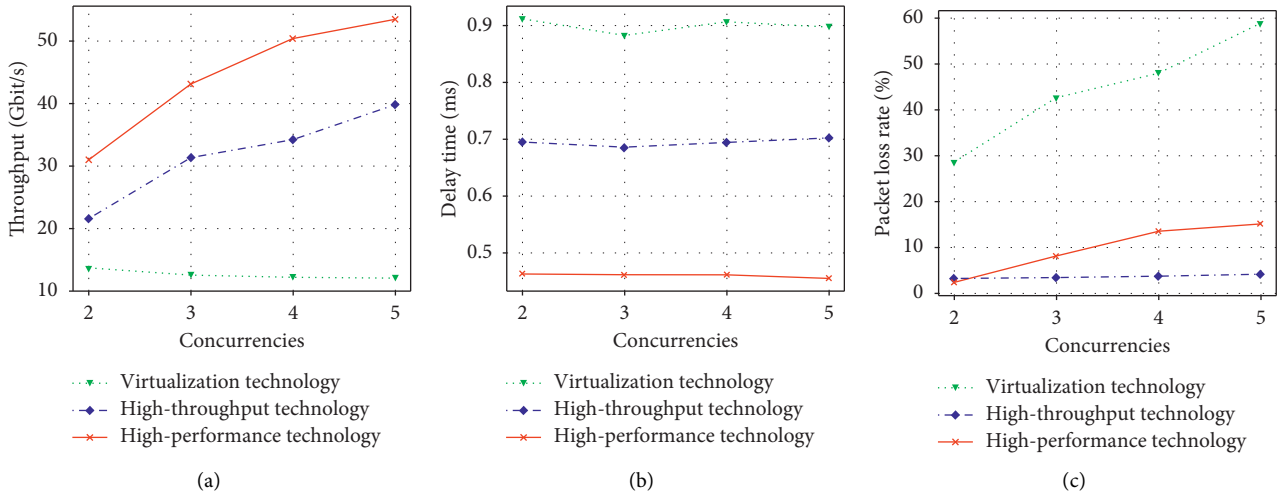 Throughput (Gbit/s)
50
40
30
20
10
2 3 4 5
Concurrencies
Virtualization technology
High-throughput technology
High-performance technology
(a)
Delay time (ms)
0.9
0.8
0.7
0.6
0.5
2 3 4 5
Concurrencies
Virtualization technology
High-throughput technology
High-performance technology
(b)
Packet loss rate (%)
60
50
40
30
20
10
0
2 3 4 5
Concurrencies
Virtualization technology
High-throughput technology
High-performance technology
(c)